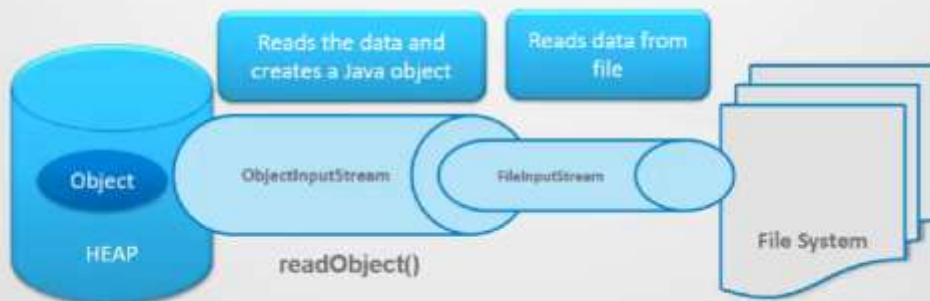 Reads the data and
creates a Java object
Reads data from
file
Object
HEAP
ObjectInputStream
FileInputStream
File System
readObject()